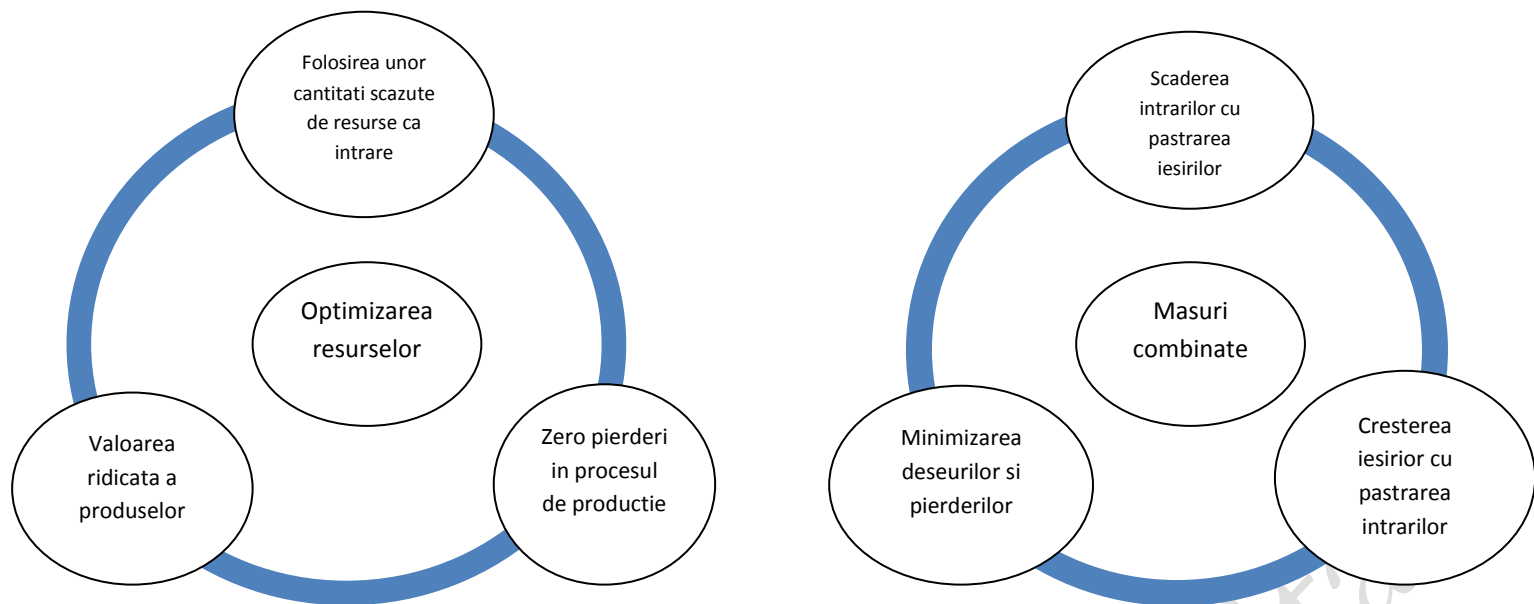 Folosirea unor
cantitati scazute
de resurse ca
intrare
Optimizarea
resurselor
Valoarea
ridicata a
produselor
Zero pierderi
in procesul
de productie
Scaderea
intrarilor cu
pastrarea
iesirilor
Masuri
combinate
Minimizarea
deseurilor si
pierderilor
Cresterea
iesirior cu
pastrarea
intrarilor